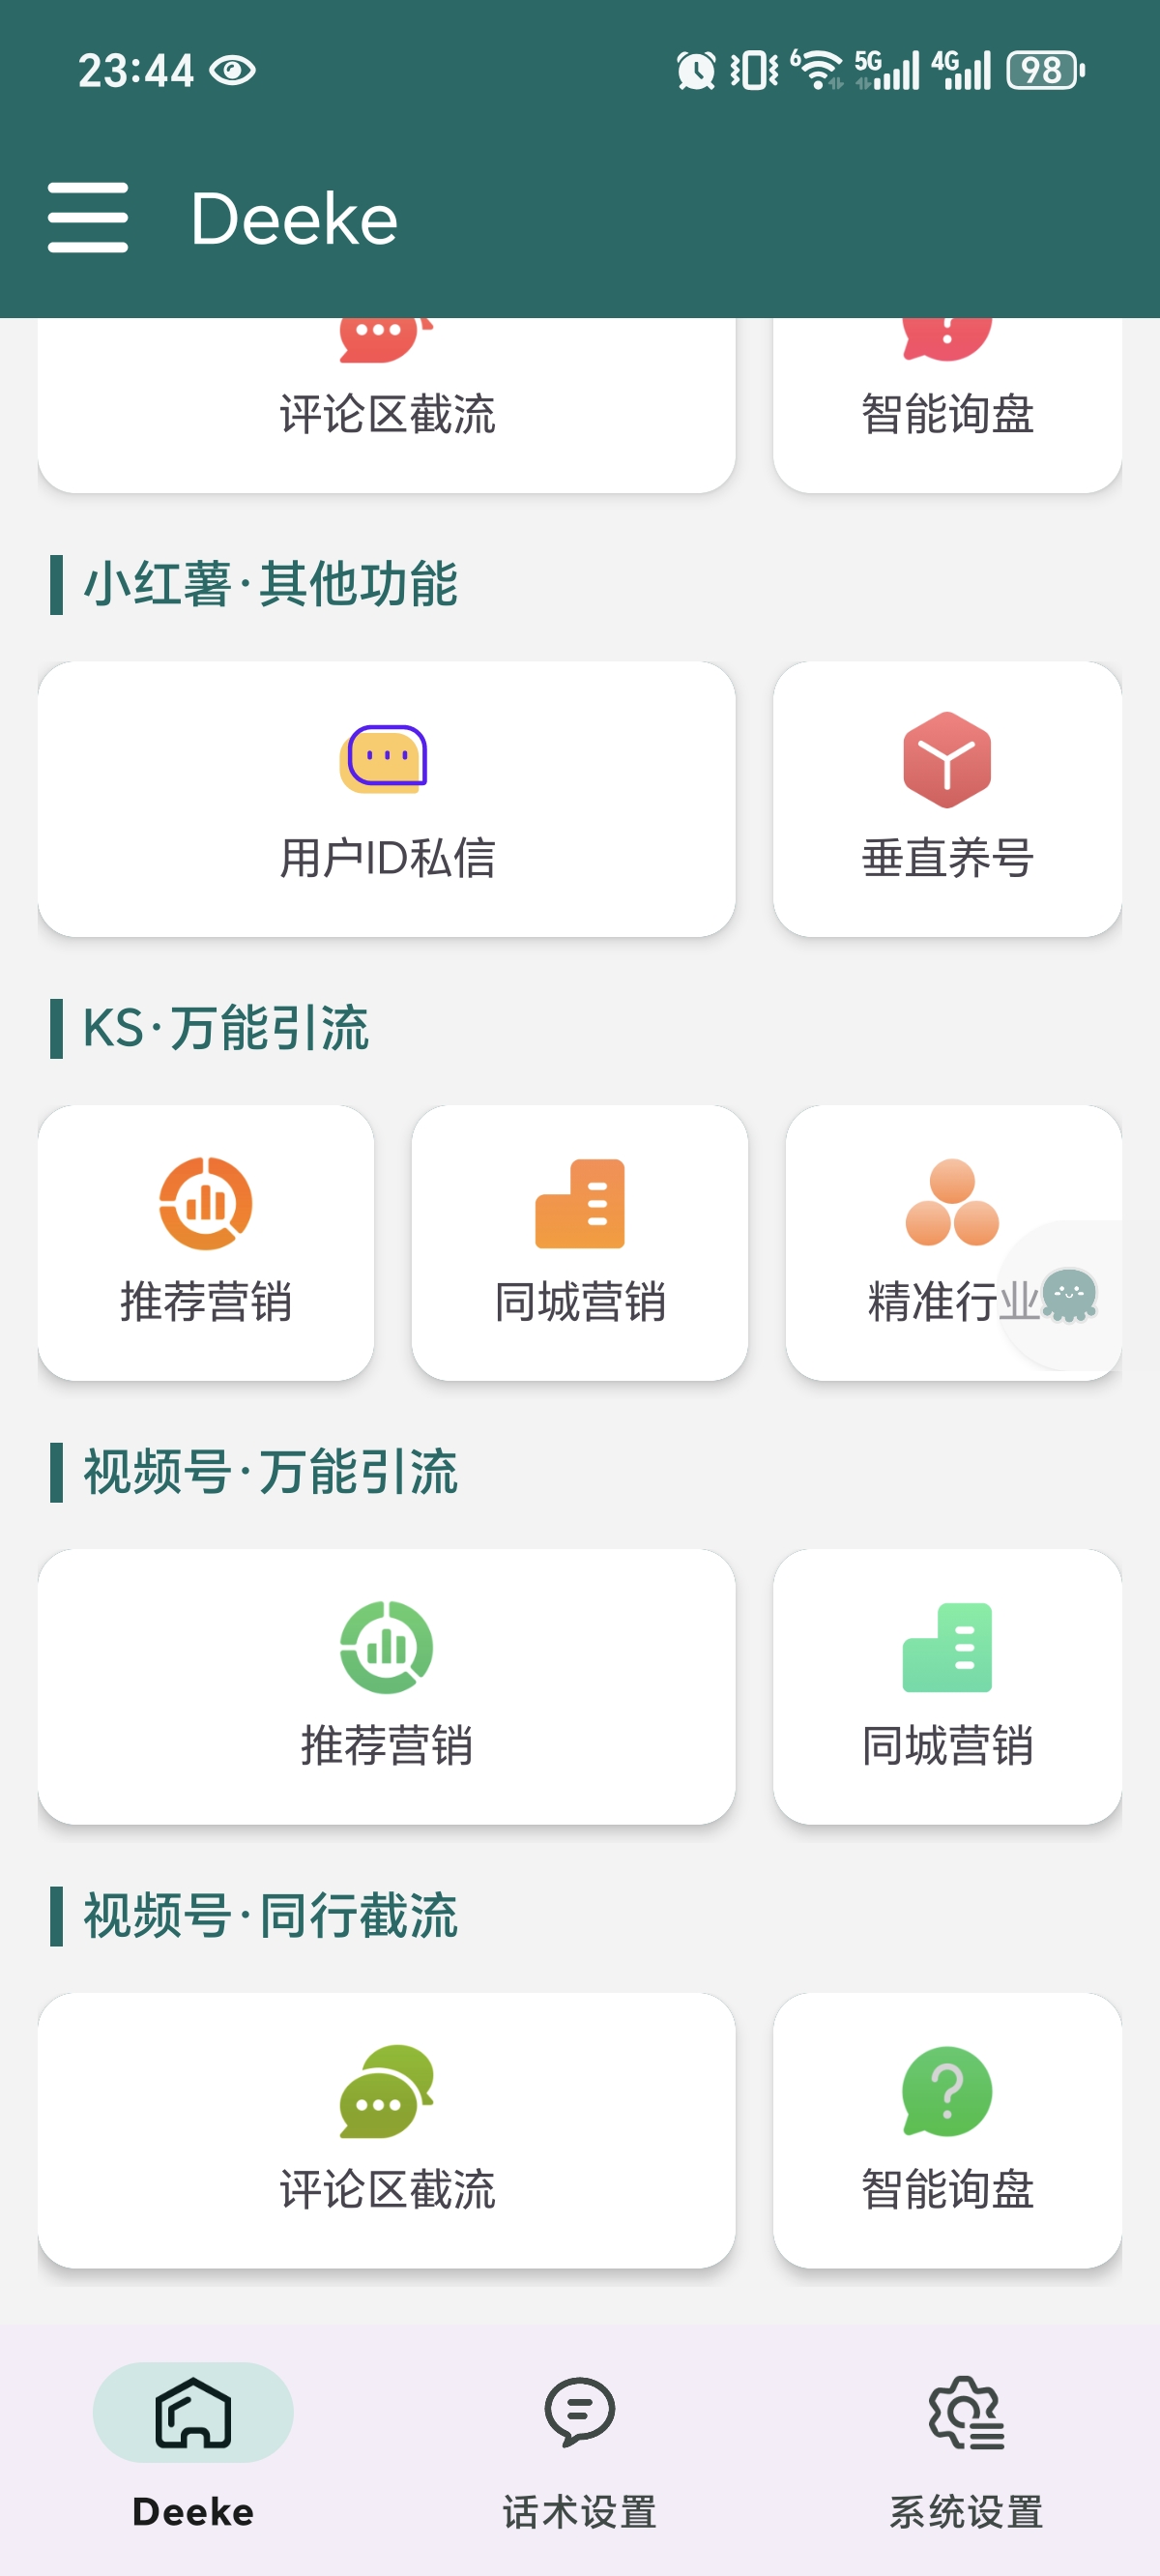 23:44
6 5G 4G 98
Deeke
评论区截流 智能询盘
小红薯·其他功能
用户ID私信 垂直养号
KS·万能引流
推荐营销 同城营销 精准行业
视频号·万能引流
推荐营销 同城营销
视频号·同行截流
评论区截流 智能询盘
Deeke 话术设置 系统设置